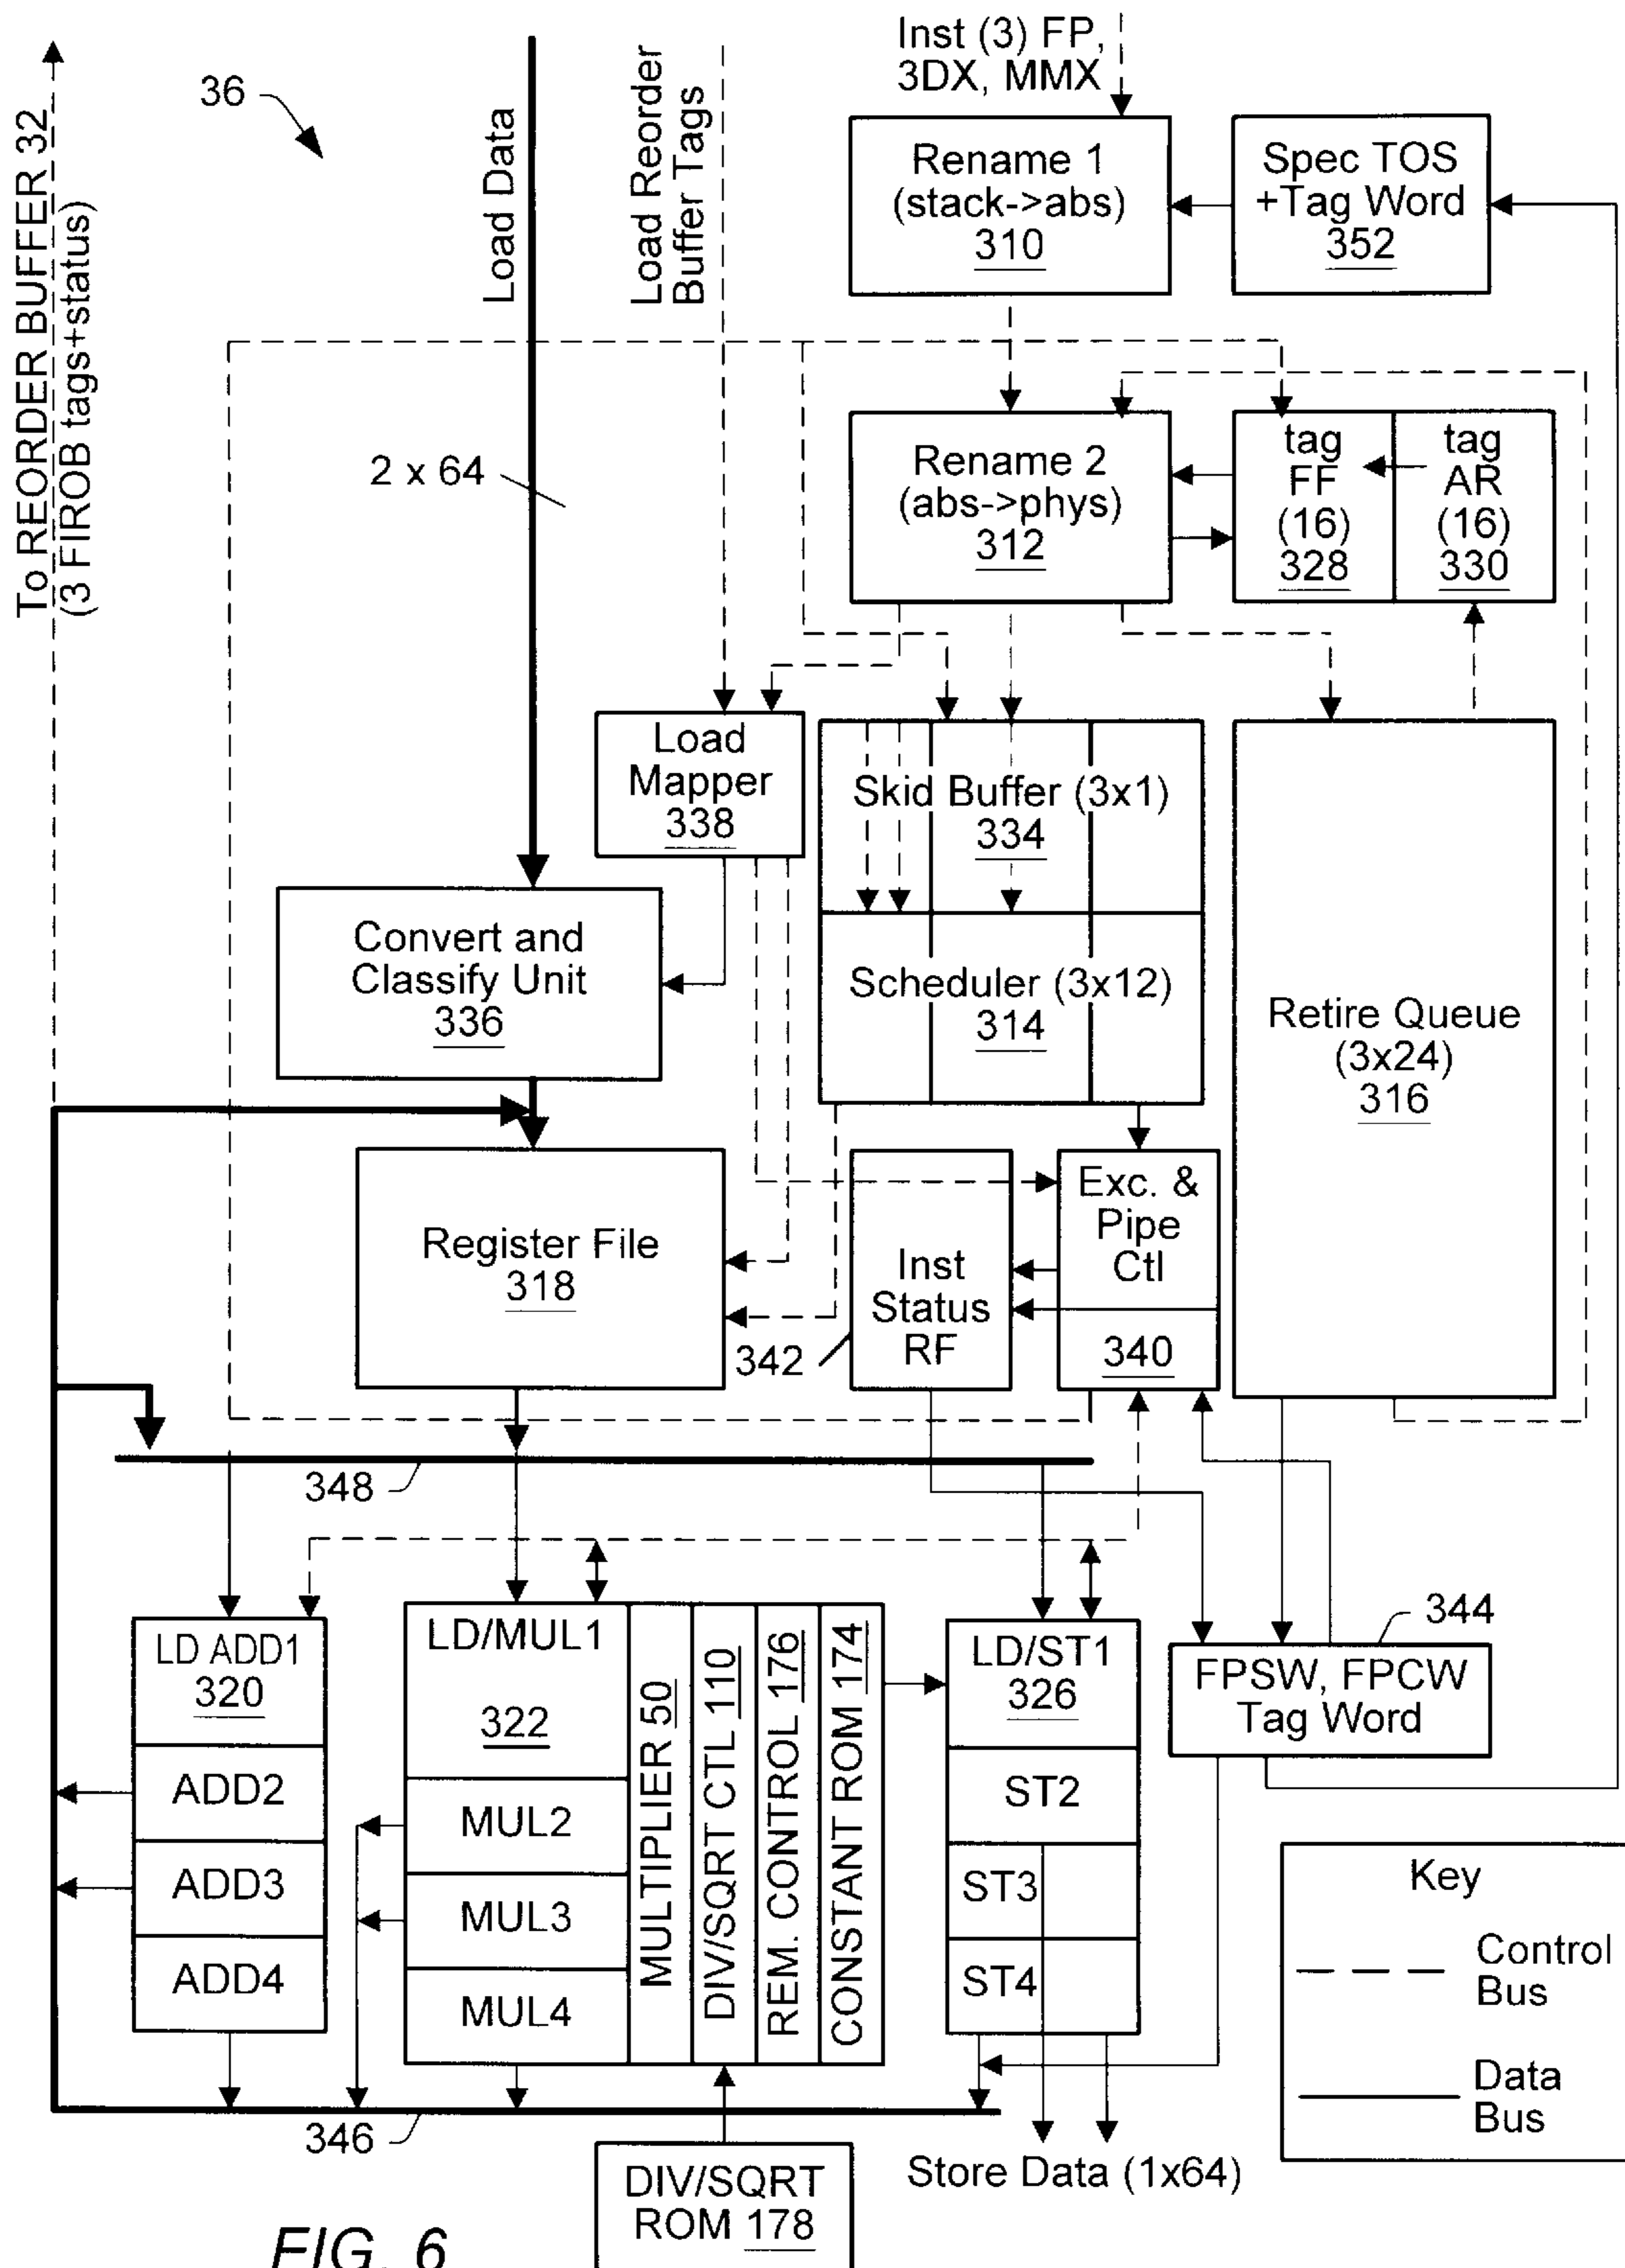 Inst (3) FP,
3DX, MMX
36
To REORDER BUFFER 32
(3 FIROB tags+status)
Load Data
Load Reorder
Buffer Tags
Rename 1
(stack->abs)
310
Spec TOS
+Tag Word
352
2 x 64
Rename 2
(abs->phys)
312
tag
FF
(16)
328
tag
AR
(16)
330
Load
Mapper
338
Skid Buffer (3x1)
334
Convert and
Classify Unit
336
Scheduler (3x12)
314
Retire Queue
(3x24)
316
Register File
318
342
Inst
Status
RF
Exc. &
Pipe
Ctl
340
348
LD ADD1
320
ADD2
ADD3
ADD4
LD/MUL1
322
MUL2
MUL3
MUL4
MULTIPLIER 50
DIV/SQRT CTL 110
REM. CONTROL 176
CONSTANT ROM 174
LD/ST1
326
ST2
ST3
ST4
344
FPSW, FPCW
Tag Word
Key
Control
Bus
Data
Bus
346
Store Data (1x64)
DIV/SQRT
ROM 178
FIG. 6